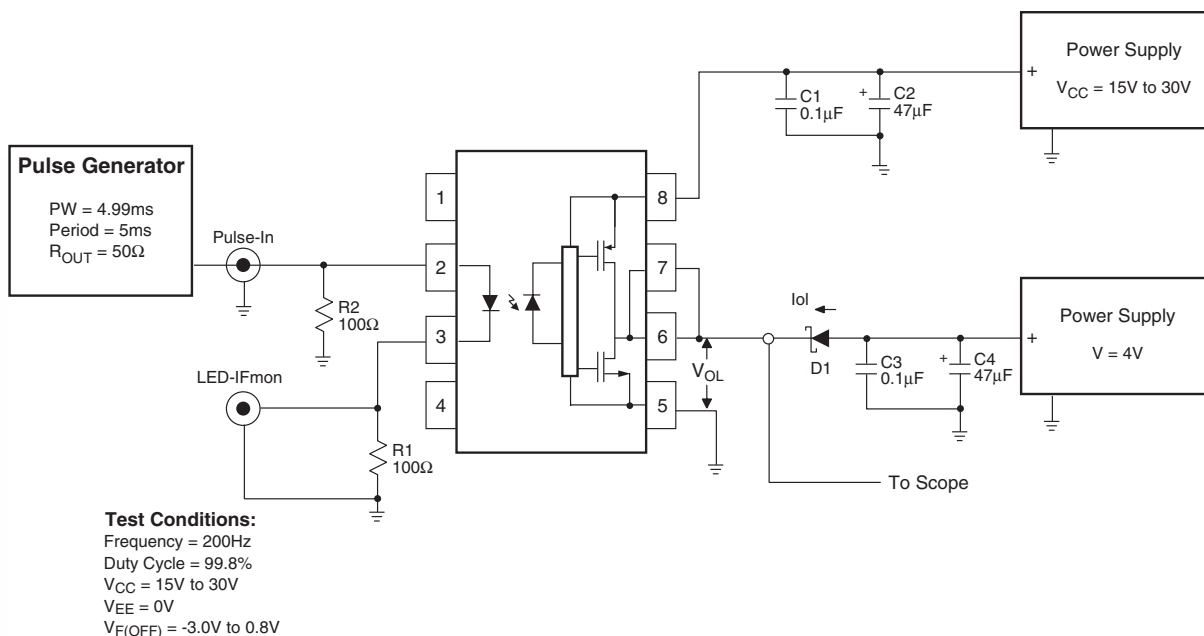 Power Supply
VCC = 15V to 30V
+
C1
0.1μF
+
C2
47μF
Pulse Generator
PW = 4.99ms
Period = 5ms
ROUT = 50Ω
Pulse-In
R2
100Ω
LED-IFmon
R1
100Ω
1
2
3
4
8
7
6
5
VOL
Iol
D1
C3
0.1μF
+
C4
47μF
+
Power Supply
V = 4V
To Scope
Test Conditions:
Frequency = 200Hz
Duty Cycle = 99.8%
VCC = 15V to 30V
VEE = 0V
VF(OFF) = -3.0V to 0.8V